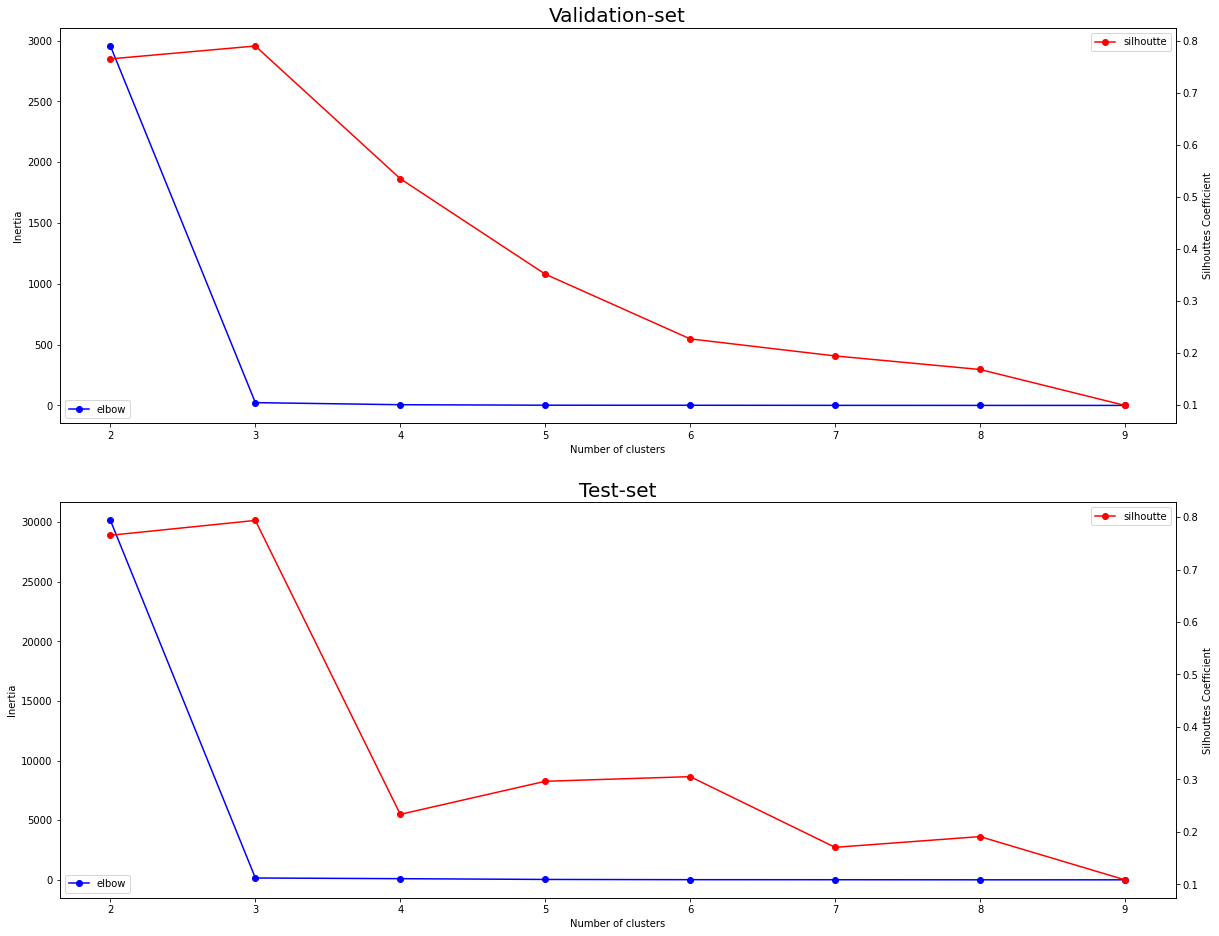 Validation-set
3000
2500
2000
1500
1000
500
0
Inertia
0.8
0.7
0.6
0.5
0.4
0.3
0.2
0.1
Silhouttes Coefficient
silhoutte
elbow
2 3 4 5 6 7 8 9
Number of clusters
Test-set
30000
25000
20000
15000
10000
5000
0
Inertia
0.8
0.7
0.6
0.5
0.4
0.3
0.2
0.1
Silhouttes Coefficient
silhoutte
elbow
2 3 4 5 6 7 8 9
Number of clusters